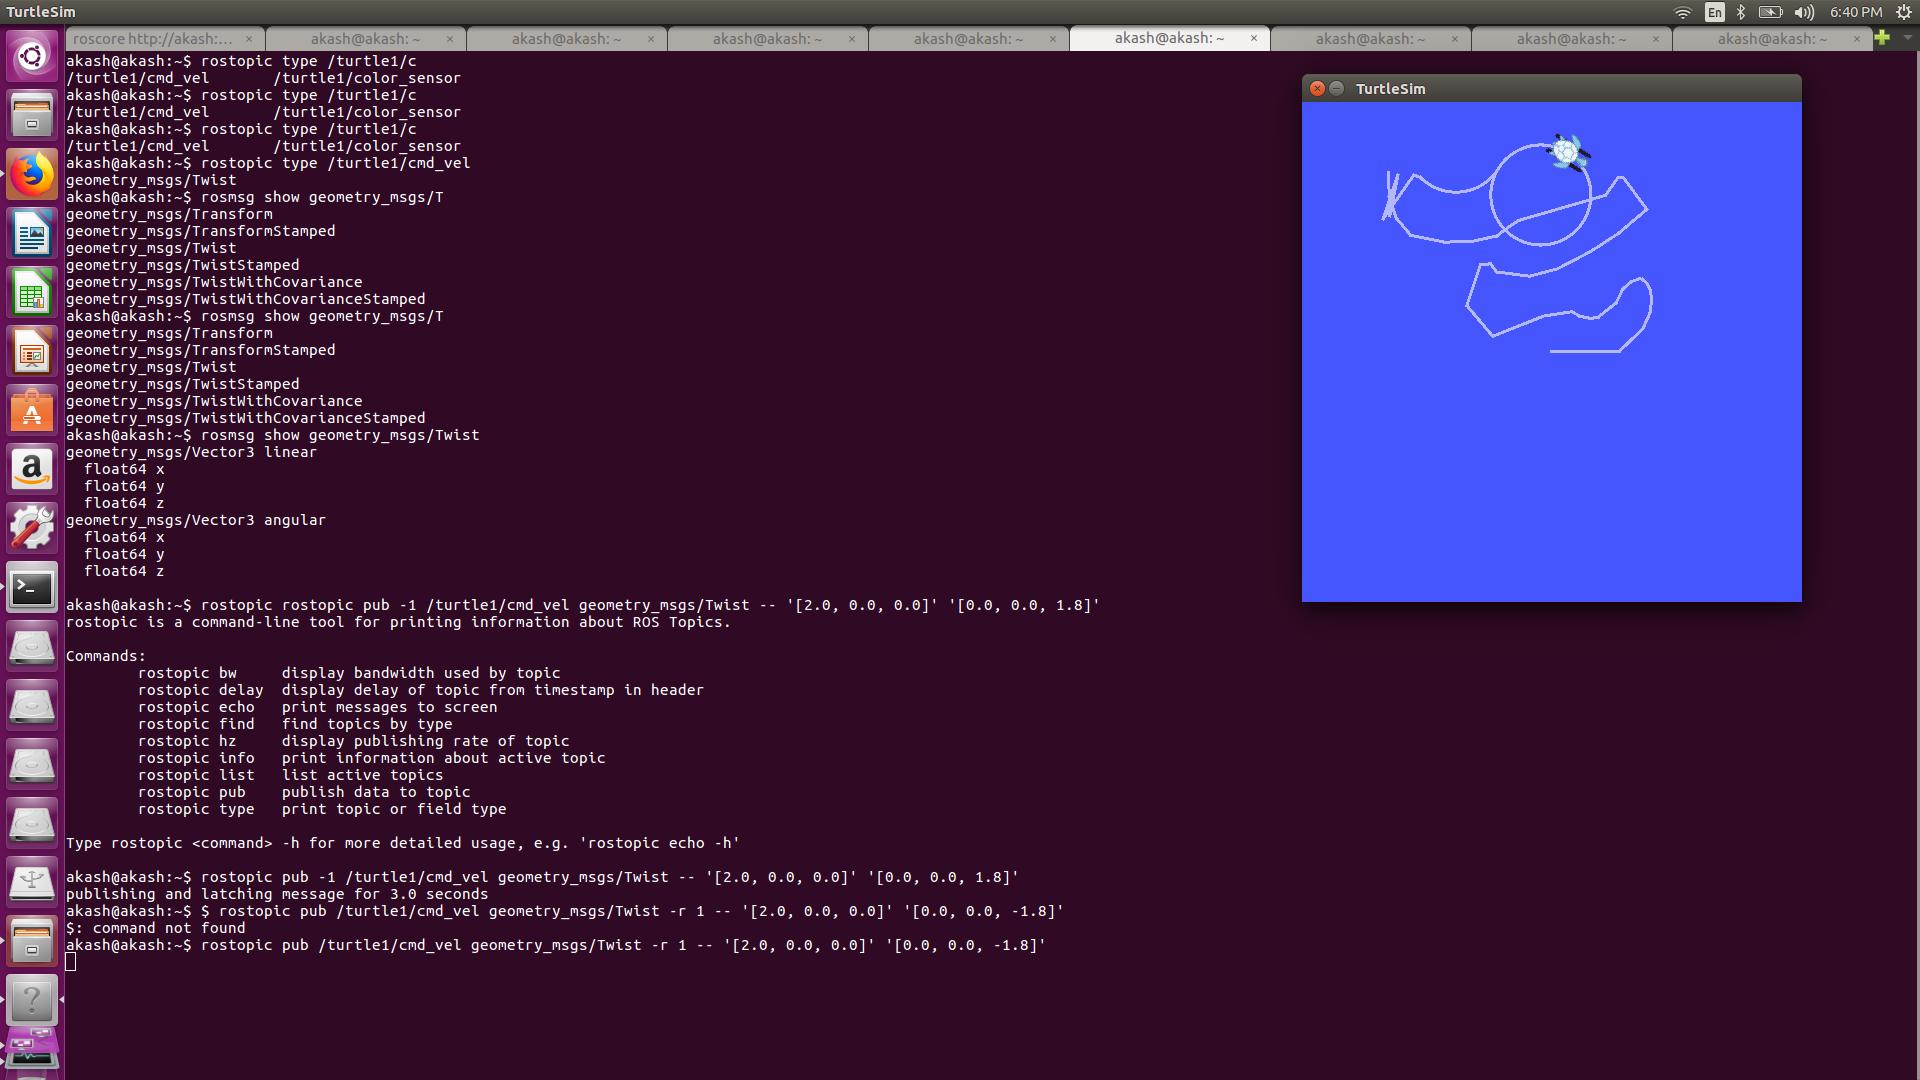 TurtleSim
En
6:40 PM
roscore http://akash:... × akash@akash: ~ × akash@akash: ~ × akash@akash: ~ × akash@akash: ~ × akash@akash: ~ × akash@akash: ~ × akash@akash: ~ × akash@akash: ~ ×
akash@akash:~$ rostopic type /turtle1/c
/turtle1/cmd_vel       /turtle1/color_sensor
akash@akash:~$ rostopic type /turtle1/c
/turtle1/cmd_vel       /turtle1/color_sensor
akash@akash:~$ rostopic type /turtle1/c
/turtle1/cmd_vel       /turtle1/color_sensor
akash@akash:~$ rostopic type /turtle1/cmd_vel
geometry_msgs/Twist
akash@akash:~$ rosmsg show geometry_msgs/T
geometry_msgs/Transform
geometry_msgs/TransformStamped
geometry_msgs/Twist
geometry_msgs/TwistStamped
geometry_msgs/TwistWithCovariance
geometry_msgs/TwistWithCovarianceStamped
akash@akash:~$ rosmsg show geometry_msgs/T
geometry_msgs/Transform
geometry_msgs/TransformStamped
geometry_msgs/Twist
geometry_msgs/TwistStamped
geometry_msgs/TwistWithCovariance
geometry_msgs/TwistWithCovarianceStamped
akash@akash:~$ rosmsg show geometry_msgs/Twist
geometry_msgs/Vector3 linear
  float64 x
  float64 y
  float64 z
geometry_msgs/Vector3 angular
  float64 x
  float64 y
  float64 z
akash@akash:~$ rostopic rostopic pub -1 /turtle1/cmd_vel geometry_msgs/Twist -- '[2.0, 0.0, 0.0]' '[0.0, 0.0, 1.8]'
rostopic is a command-line tool for printing information about ROS Topics.
Commands:
        rostopic bw     display bandwidth used by topic
        rostopic delay  display delay of topic from timestamp in header
        rostopic echo   print messages to screen
        rostopic find   find topics by type
        rostopic hz     display publishing rate of topic
        rostopic info   print information about active topic
        rostopic list   list active topics
        rostopic pub    publish data to topic
        rostopic type   print topic or field type
Type rostopic <command> -h for more detailed usage, e.g. 'rostopic echo -h'
akash@akash:~$ rostopic pub -1 /turtle1/cmd_vel geometry_msgs/Twist -- '[2.0, 0.0, 0.0]' '[0.0, 0.0, 1.8]'
publishing and latching message for 3.0 seconds
akash@akash:~$ $ rostopic pub /turtle1/cmd_vel geometry_msgs/Twist -r 1 -- '[2.0, 0.0, 0.0]' '[0.0, 0.0, -1.8]'
$: command not found
akash@akash:~$ rostopic pub /turtle1/cmd_vel geometry_msgs/Twist -r 1 -- '[2.0, 0.0, 0.0]' '[0.0, 0.0, -1.8]'
TurtleSim